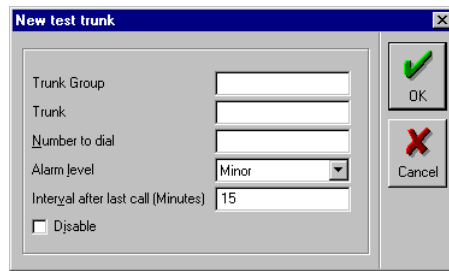 New test trunk
Trunk Group
Trunk
Number to dial
Alarm level
Minor
Interval after last call (Minutes)
15
Disable
OK
Cancel